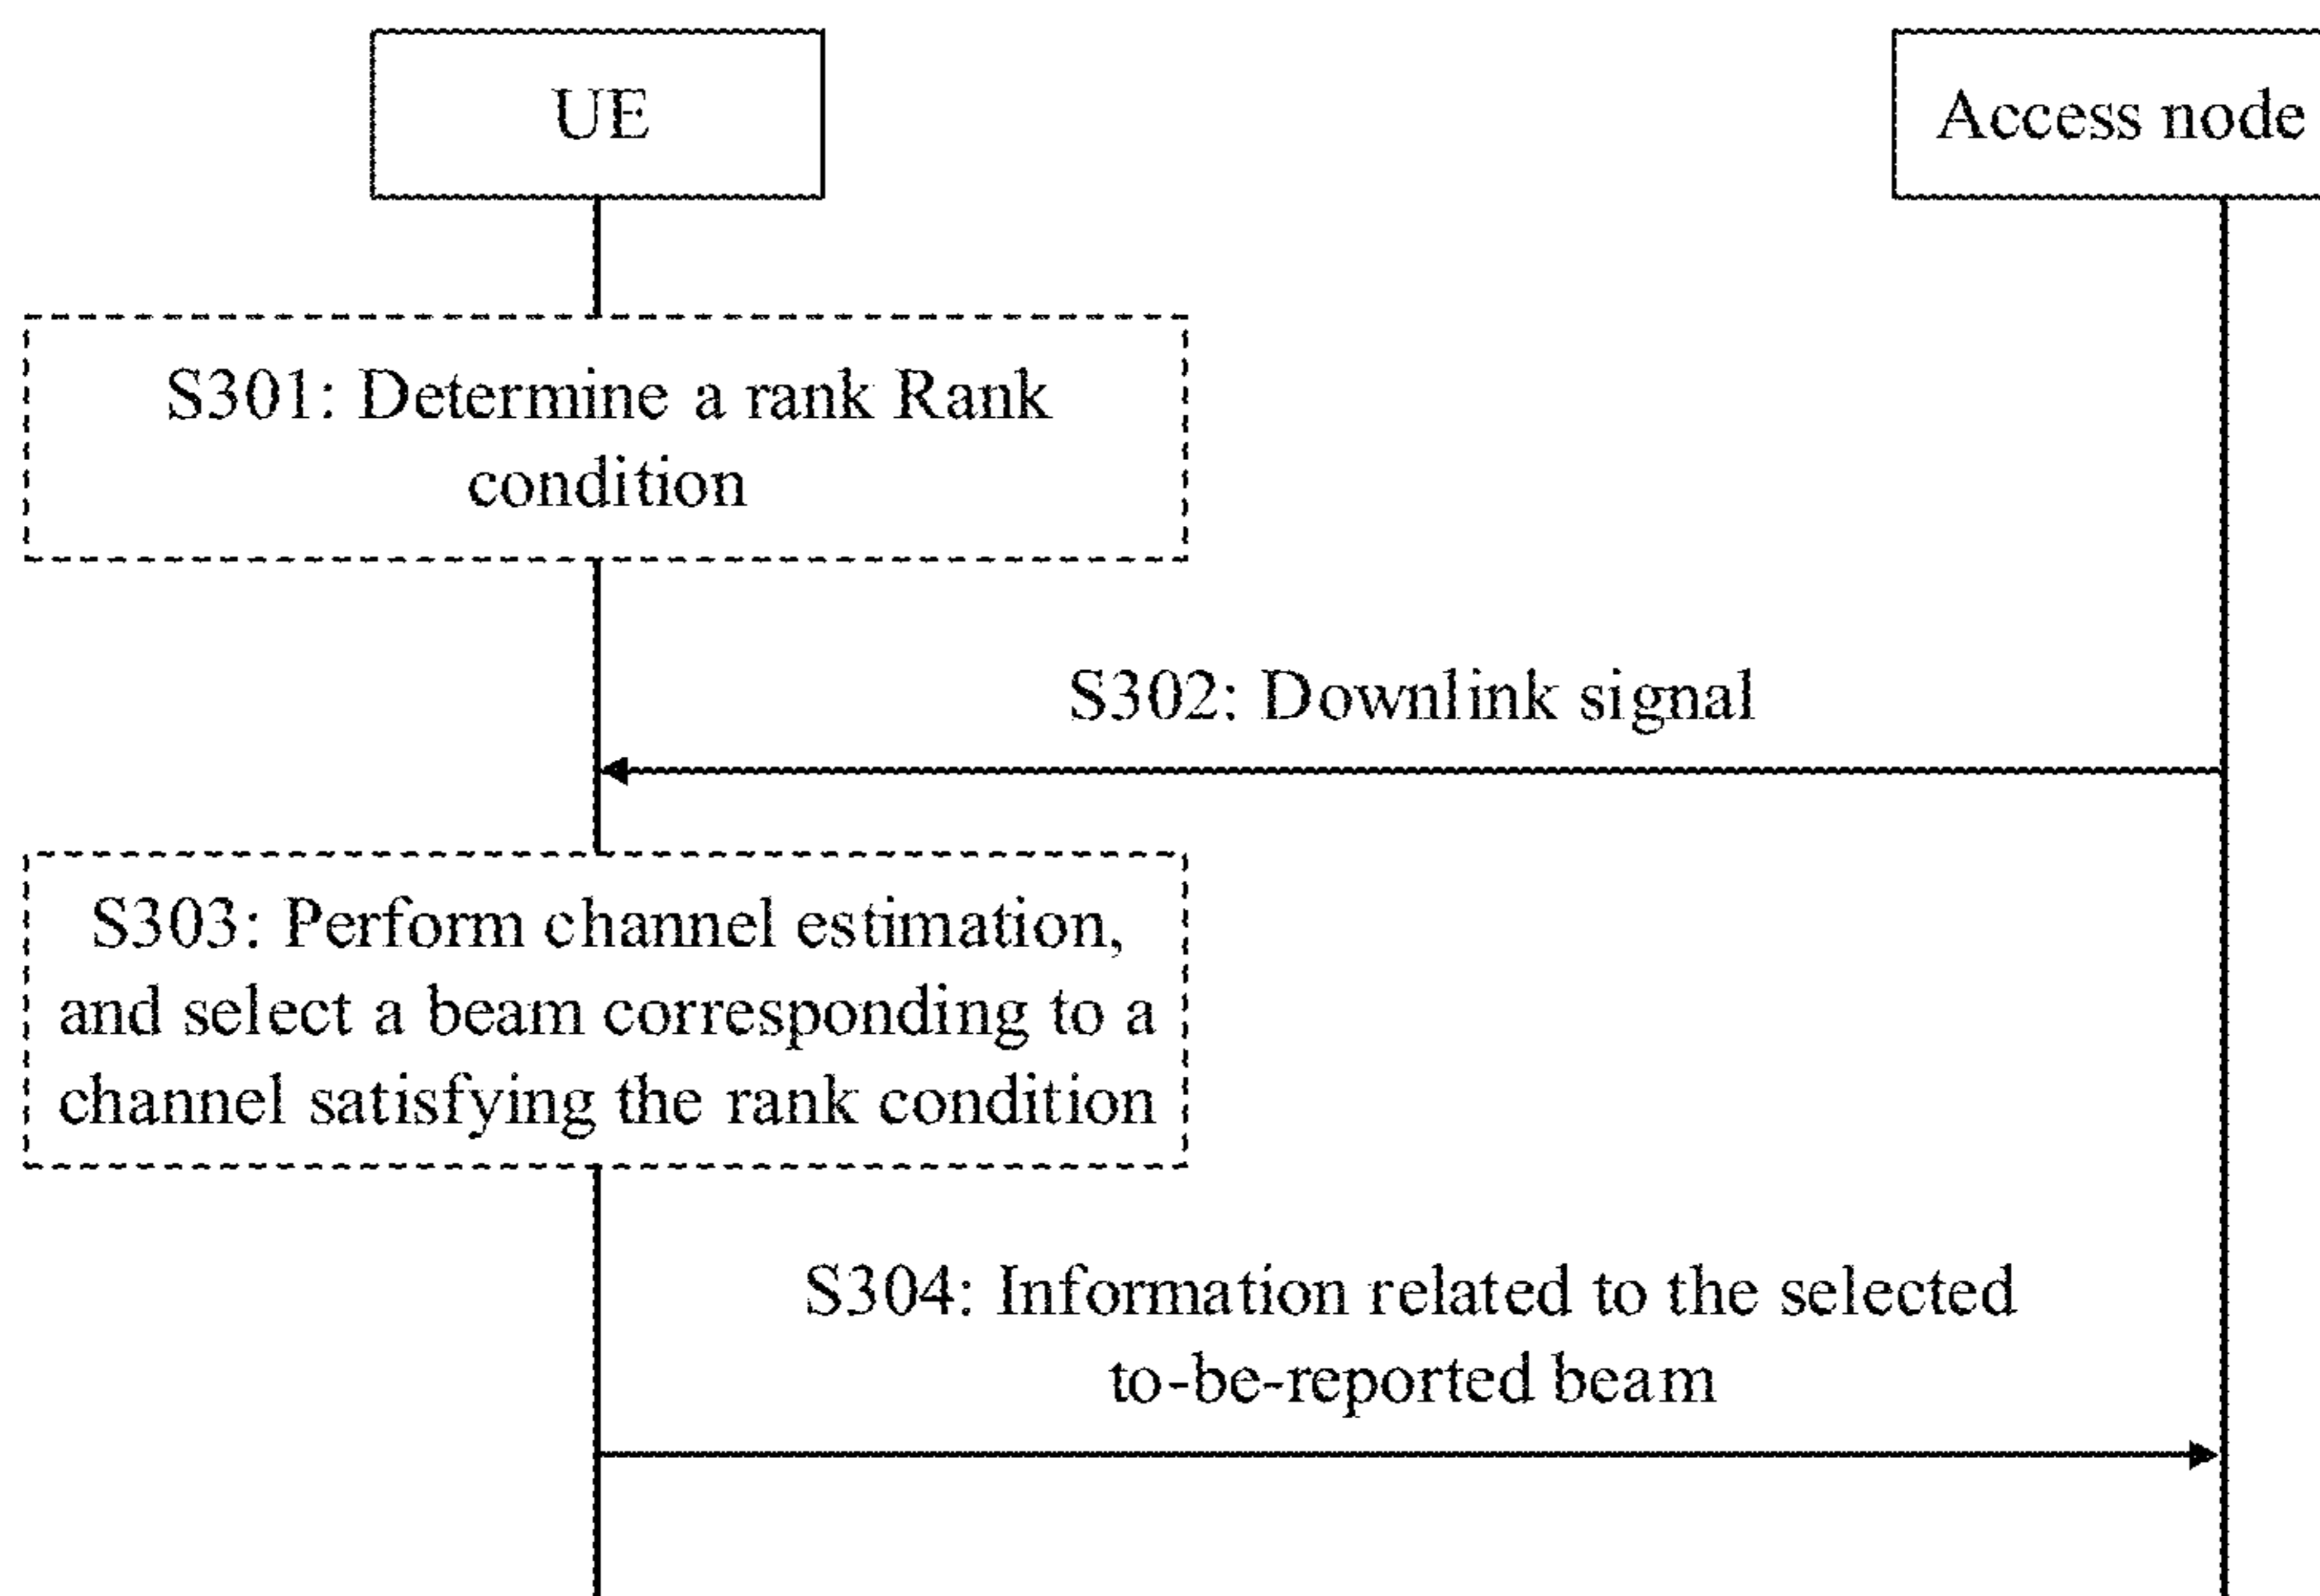 UE
Access node
S301: Determine a rank Rank
condition
S302: Downlink signal
S303: Perform channel estimation,
and select a beam corresponding to a
channel satisfying the rank condition
S304: Information related to the selected
to-be-reported beam